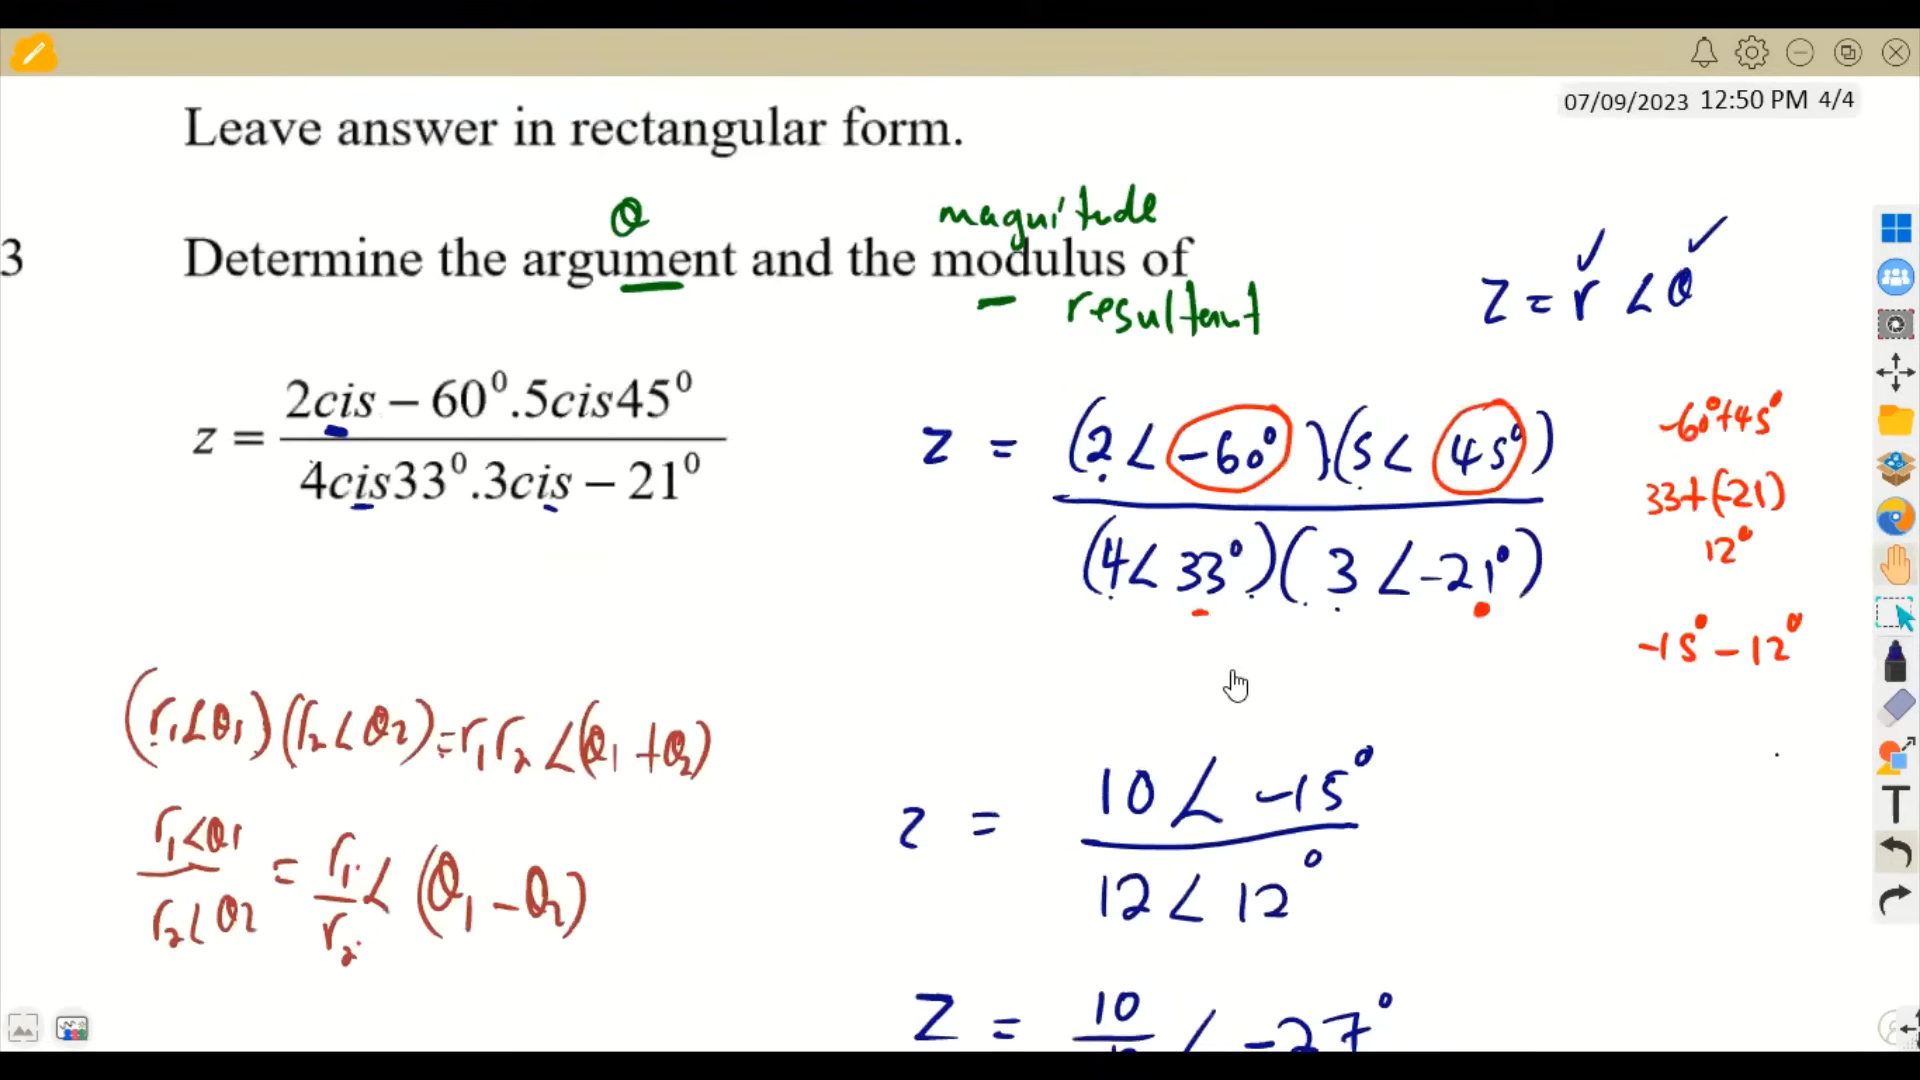 07/09/2023 12:50 PM 4/4
Leave answer in rectangular form.
θ
magnitude
3 Determine the argument and the modulus of
resultant
z = r ∠ θ
z = 2cis – 60⁰.5cis45⁰ / 4cis33⁰.3cis – 21⁰
z = (2 ∠ -60°)(5 ∠ 45°) / (4 ∠ 33°)(3 ∠ -21°)
-60°+45°
33+(-21)
12°
-15° - 12°
(r₁∠θ₁)(r₂∠θ₂)=r₁r₂∠(θ₁+θ₂)
r₁∠θ₁ / r₂∠θ₂ = r₁/r₂ ∠ (θ₁ - θ₂)
z = 10 ∠ -15° / 12 ∠ 12°
T
z = 10 / ∠ -27°